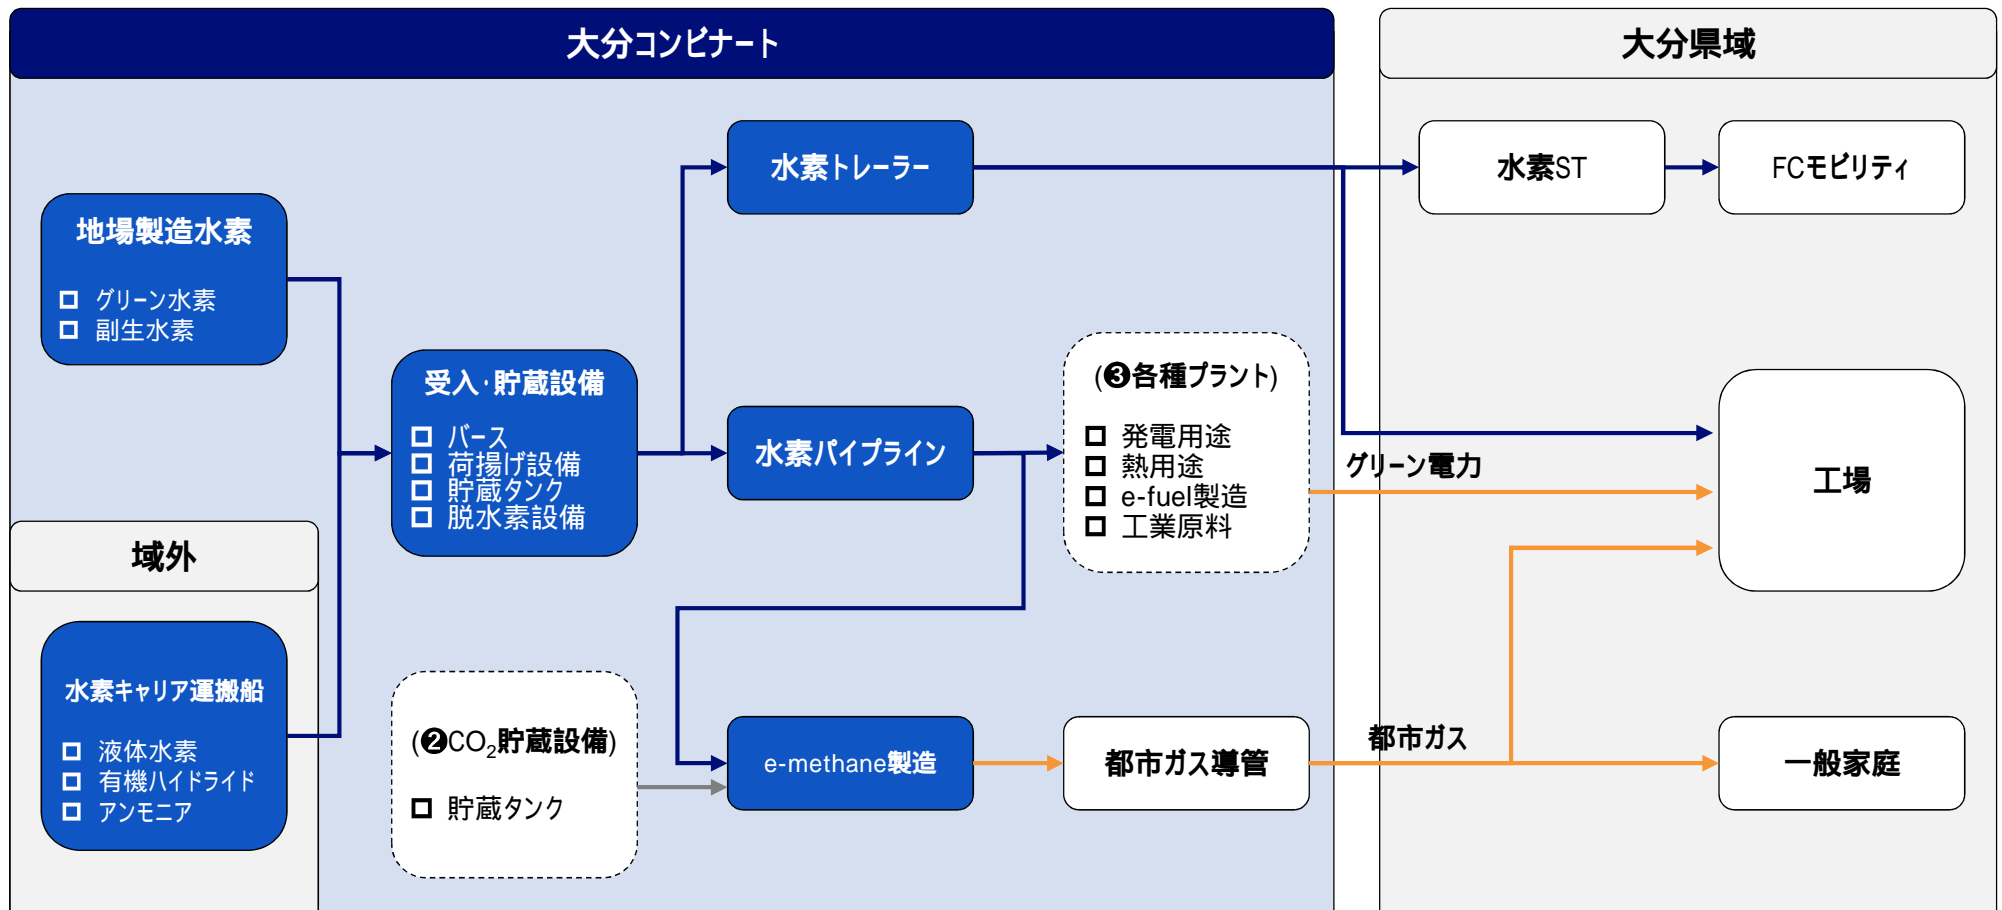 大分コンビナート
大分県域
水素トレーラー
水素ST
FCモビリティ
地場製造水素
グリーン水素
副生水素
受入・貯蔵設備
バース
荷揚げ設備
貯蔵タンク
脱水素設備
水素パイプライン
(❸各種プラント)
発電用途
熱用途
e-fuel製造
工業原料
グリーン電力
工場
域外
水素キャリア運搬船
液体水素
有機ハイドライド
アンモニア
(❷CO₂貯蔵設備)
貯蔵タンク
e-methane製造
都市ガス導管
都市ガス
一般家庭